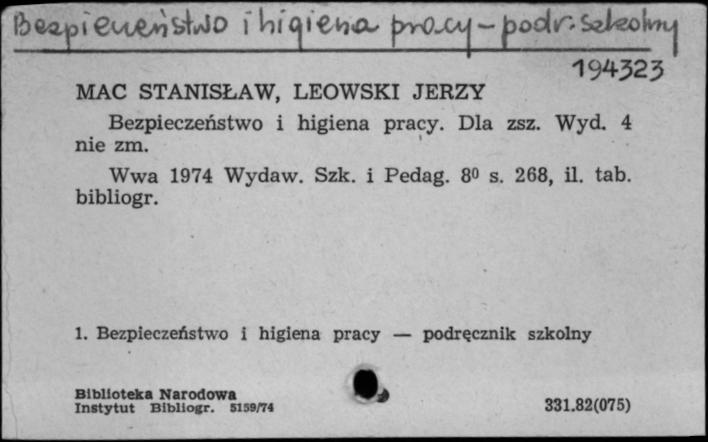 Bezpieczeństwo i higiena pracy - podr. szkolny
194323
MAC STANISŁAW, LEOWSKI JERZY
Bezpieczeństwo i higiena pracy. Dla zsz. Wyd. 4
nie zm.
Wwa 1974 Wydaw. Szk. i Pedag. 8⁰ s. 268, il. tab.
bibliogr.
1. Bezpieczeństwo i higiena pracy — podręcznik szkolny
Biblioteka Narodowa
Instytut Bibliogr. 5159/74
331.82(075)